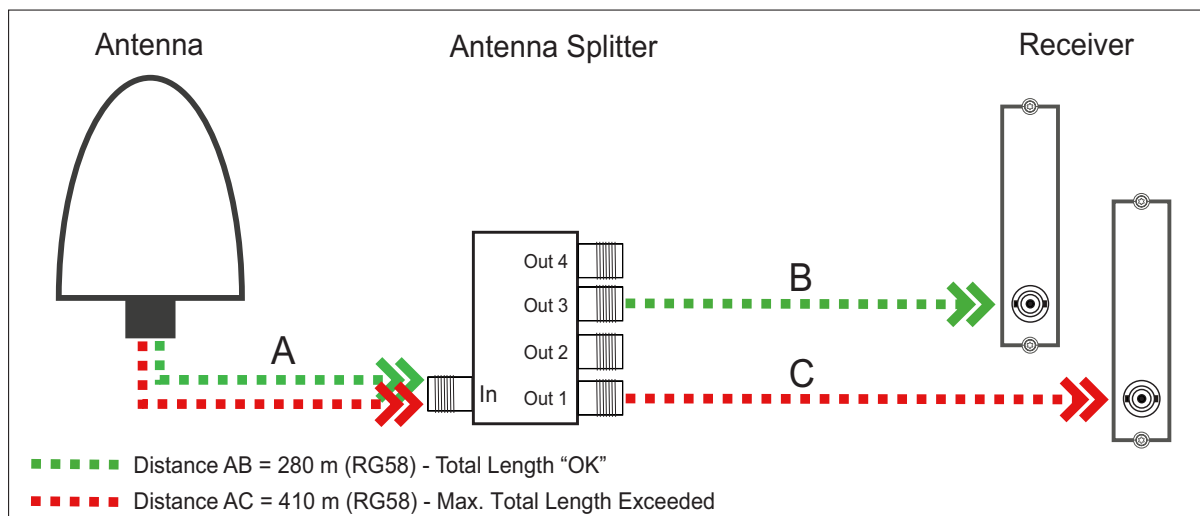 Antenna
Antenna Splitter
Receiver
Out 4
Out 3
Out 2
Out 1
In
A
B
C
Distance AB = 280 m (RG58) - Total Length “OK”
Distance AC = 410 m (RG58) - Max. Total Length Exceeded